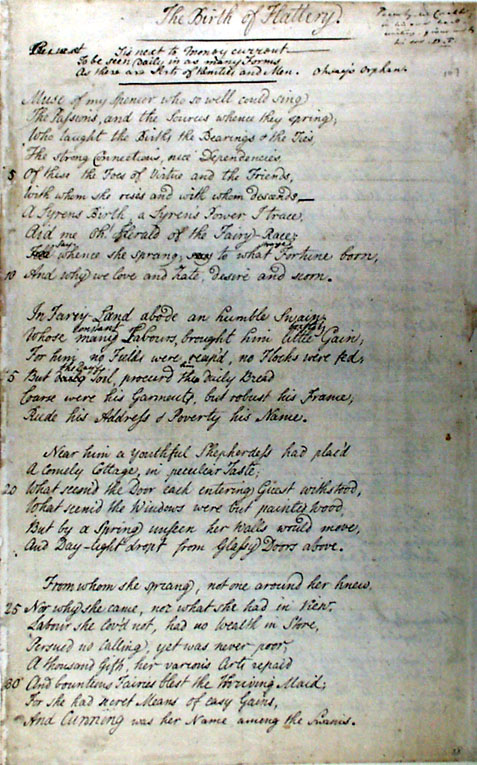 The Birth of Flattery.
107
The sweet
Tis next to Money currant
To be seen daily in as many Forms
As there are Sorts of Vanities and Men. Otway's Orphan.
Muse of my Spencer who so well could sing
The Passions, and the Sources whence they spring;
Who taught the Birth, the Bearings & the Ties,
The strong Connections, nice Dependencies
5 Of these the Foes of Virtue and the Friends,
With whom she rises and with whom descends,
A Syrens Birth, a Syrens Power I trace,
Aid me Oh! Herald of the Fairy-Race;
say
prove
whence she sprang, to what Fortune born,
10 And why we love and hate, desire and scorn.
In Fairy-Land abode an humble Swain;
constant
Whose many Labours, brought him little Gain;
For him no Fields were reap'd, no Flocks were fed;
him
15 But Toil, procur'd daily Bread
Coarse were his Garments, but robust his Frame,
Rude his Address & Poverty his Name.
Near him a youthful Shepherdess had plac'd
A Comely Cottage, in peculiar Taste;
20 What seem'd the Door each entering Guest withstood,
What seem'd the Windows were but painted wood,
But by a Spring unseen her Walls would move,
And Day-light dropt from Glassy Doors above.
From whom she sprang, not one around her knew,
25 Nor why she came, nor what she had in View.
Labour she lov'd not, had no Wealth in Store,
Persued no Calling, yet was never poor;
A thousand Gifts her various Arts repaid
30 And bounteous Fairies blest the Thriving Maid;
For she had secret Means of easy Gains,
And Cunning was her Name among the Swains.